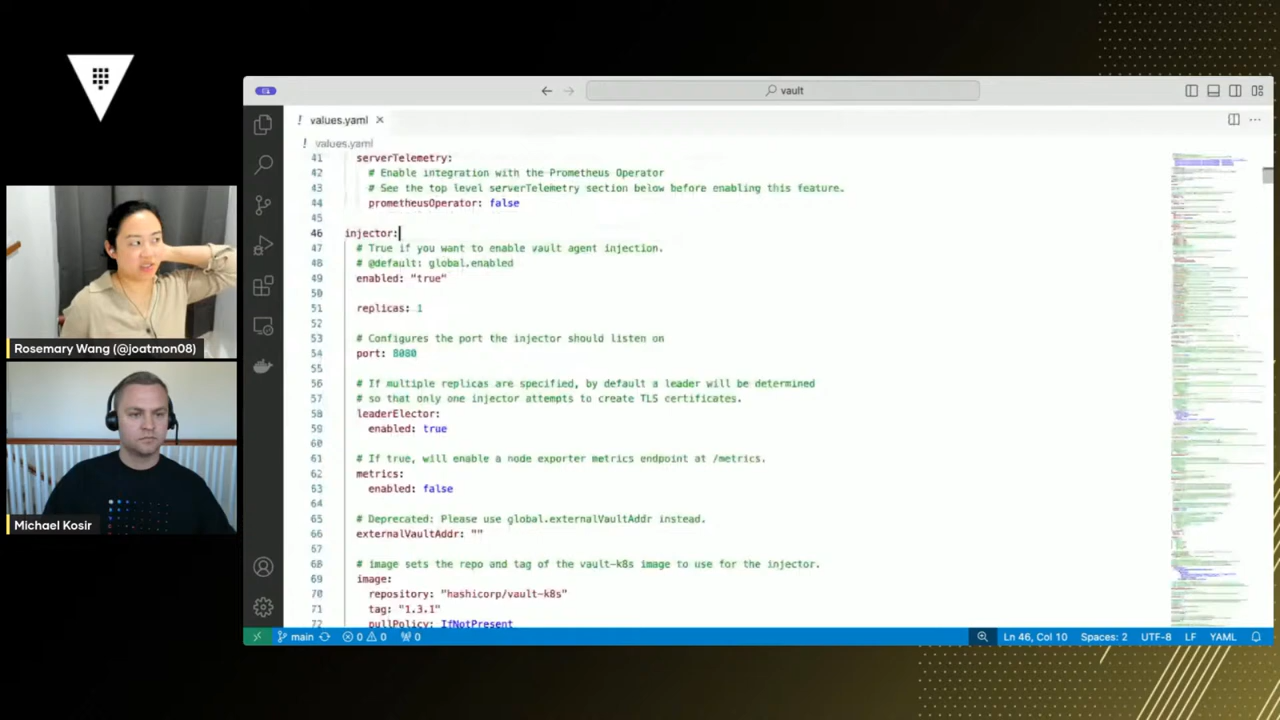 vault
values.yaml
values.yaml
41 serverTelemetry:
42 # Enable integration with the Prometheus Operator
43 # See the top level serverTelemetry section below before enabling this feature.
44 prometheusOperator: false
45
46 injector:
47 # True if you want to enable vault agent injection.
48 # @default: global.enabled
49 enabled: "true"
50
51 replicas: 1
52
53 # Configures the port the injector should listen on
54 port: 8080
55
56 # If multiple replicas are specified, by default a leader will be determined
57 # so that only one injector attempts to create TLS certificates.
58 leaderElector:
59 enabled: true
60
61 # If true, will enable a node exporter metrics endpoint at /metrics.
62 metrics:
63 enabled: false
64
65 # Deprecated: Please use global.externalVaultAddr instead.
66 externalVaultAddr: ""
67
68 # image sets the repo and tag of the vault-k8s image to use for the injector.
69 image:
70 repository: "hashicorp/vault-k8s"
71 tag: "1.3.1"
72 pullPolicy: IfNotPresent
main 0 0 0 Ln 46, Col 10 Spaces: 2 UTF-8 LF YAML
Rosemary Wang (@joatmon08)
Michael Kosir